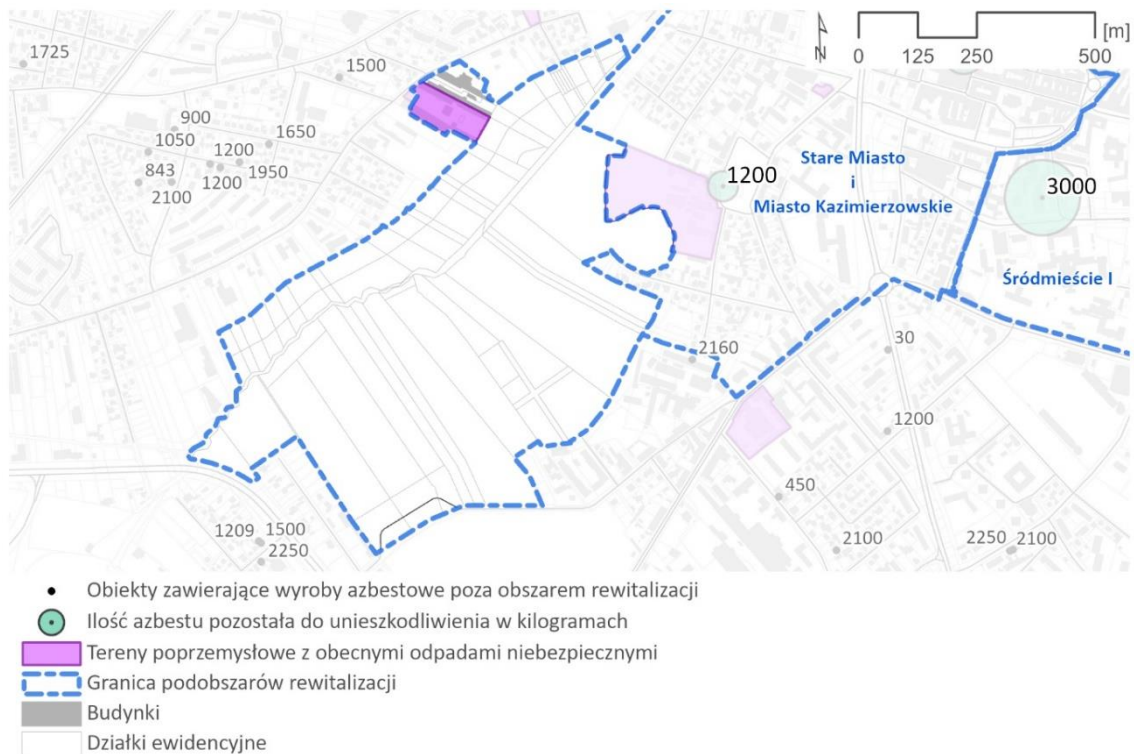 [m]
0 125 250 500
1725
1500
900
1050
1650
1200
843
1950
1200
2100
1200
Stare Miasto
i
Miasto Kazimierzowskie
3000
Śródmieście I
2160
30
1200
450
1209 1500
2250
2100
2250 2100
Obiekty zawierające wyroby azbestowe poza obszarem rewitalizacji
Ilość azbestu pozostała do unieszkodliwienia w kilogramach
Tereny poprzemysłowe z obecnymi odpadami niebezpiecznymi
Granica podobszarów rewitalizacji
Budynki
Działki ewidencyjne